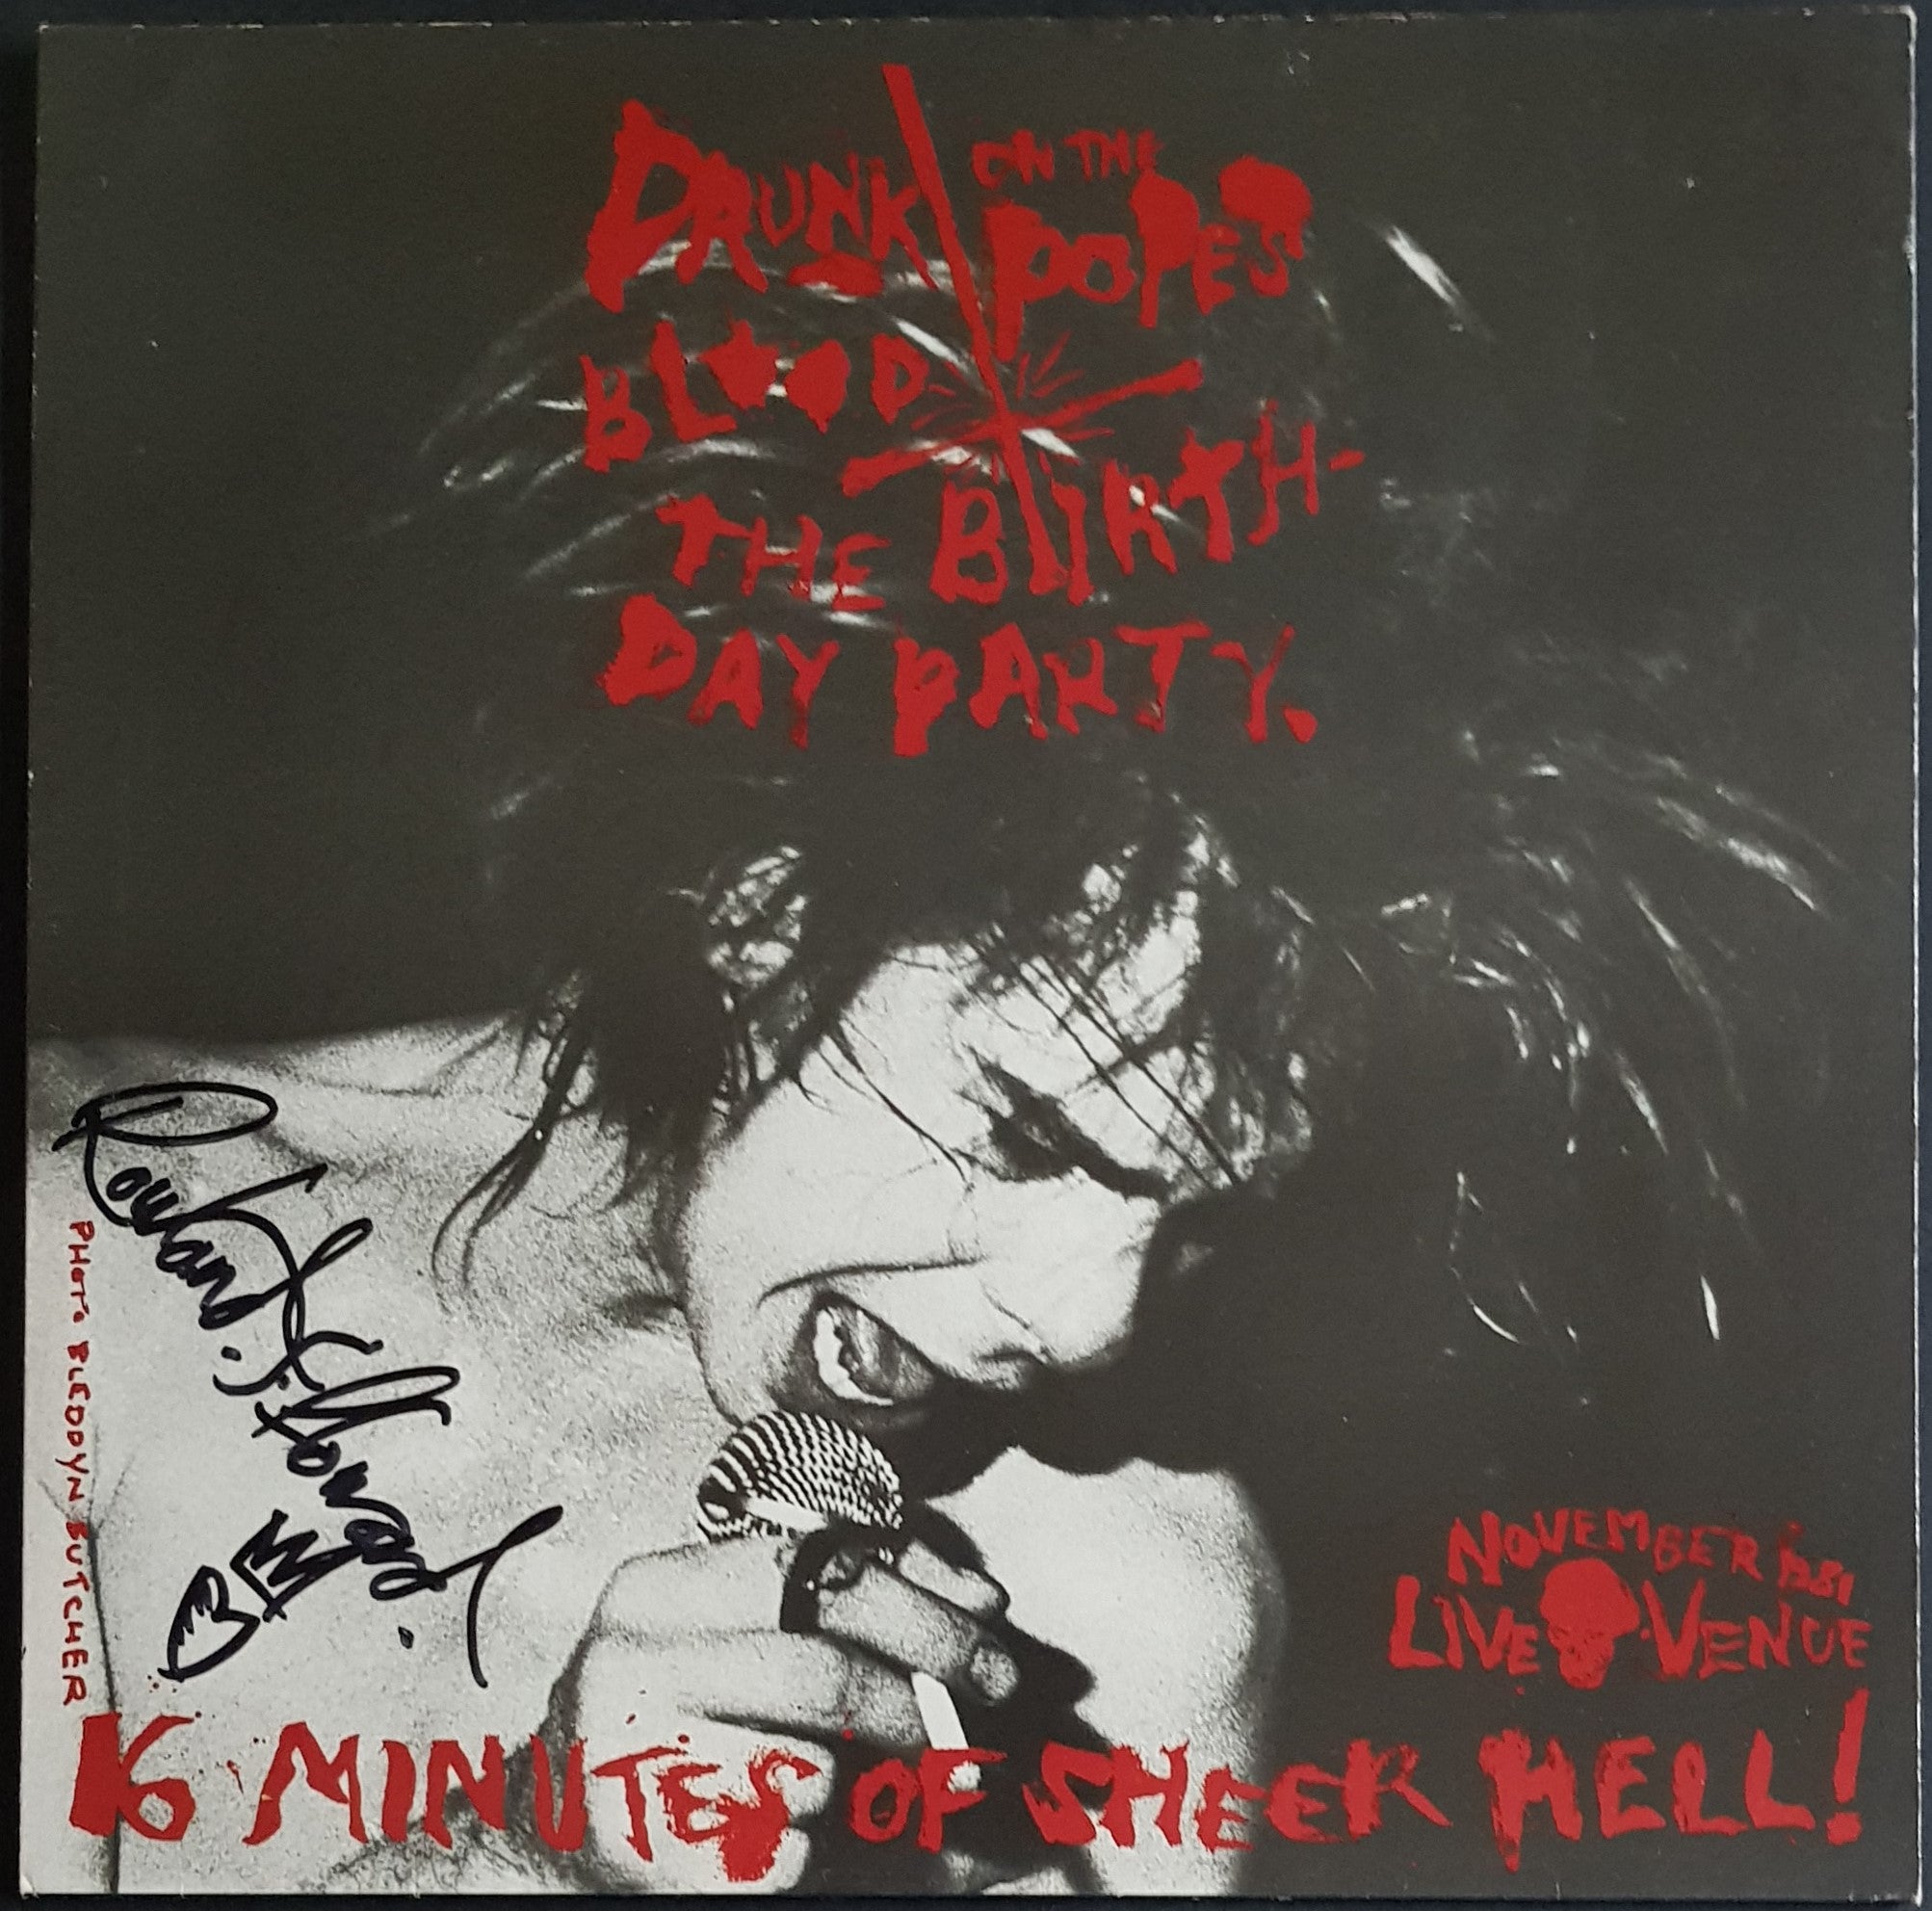 DRUNK ON THE POPES
BLOOD
THE BIRTH-
DAY PARTY.
Rowland S. Howard.
PHOTO BLEDDYN BUTCHER
NOVEMBER 1981
LIVE VENUE
16 MINUTES OF SHEER HELL!